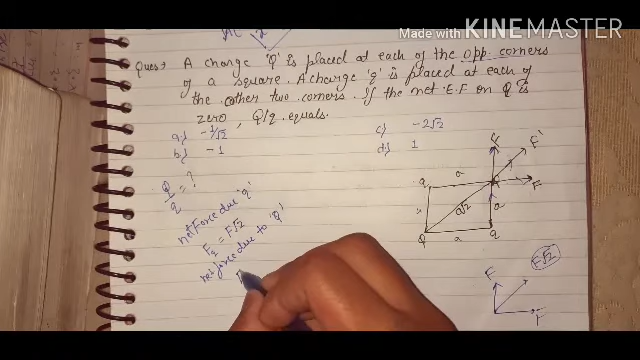 Made with KINEMASTER
Ques:- A charge 'Q' is placed at each of the opp. corners
of a square. A charge 'q' is placed at each of
the other two corners. If the net E.F on Q is
zero, Q/q equals.
a) -1/√2 c) -2√2
b) -1 d) 1
Q/q = ?
net Force due 'q'
F₂ = F√2
net force due to 'Q'
F
F'
F
Q
F
q
a
a√2
a
Q
a
q
F√2
F
F